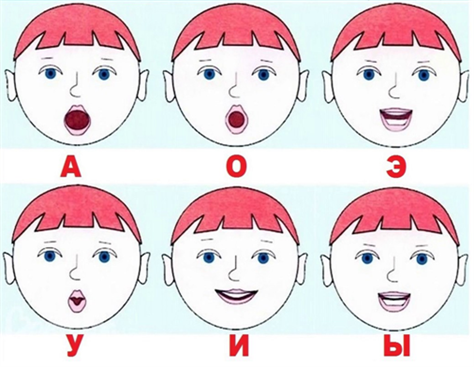 А О Э
У И Ы